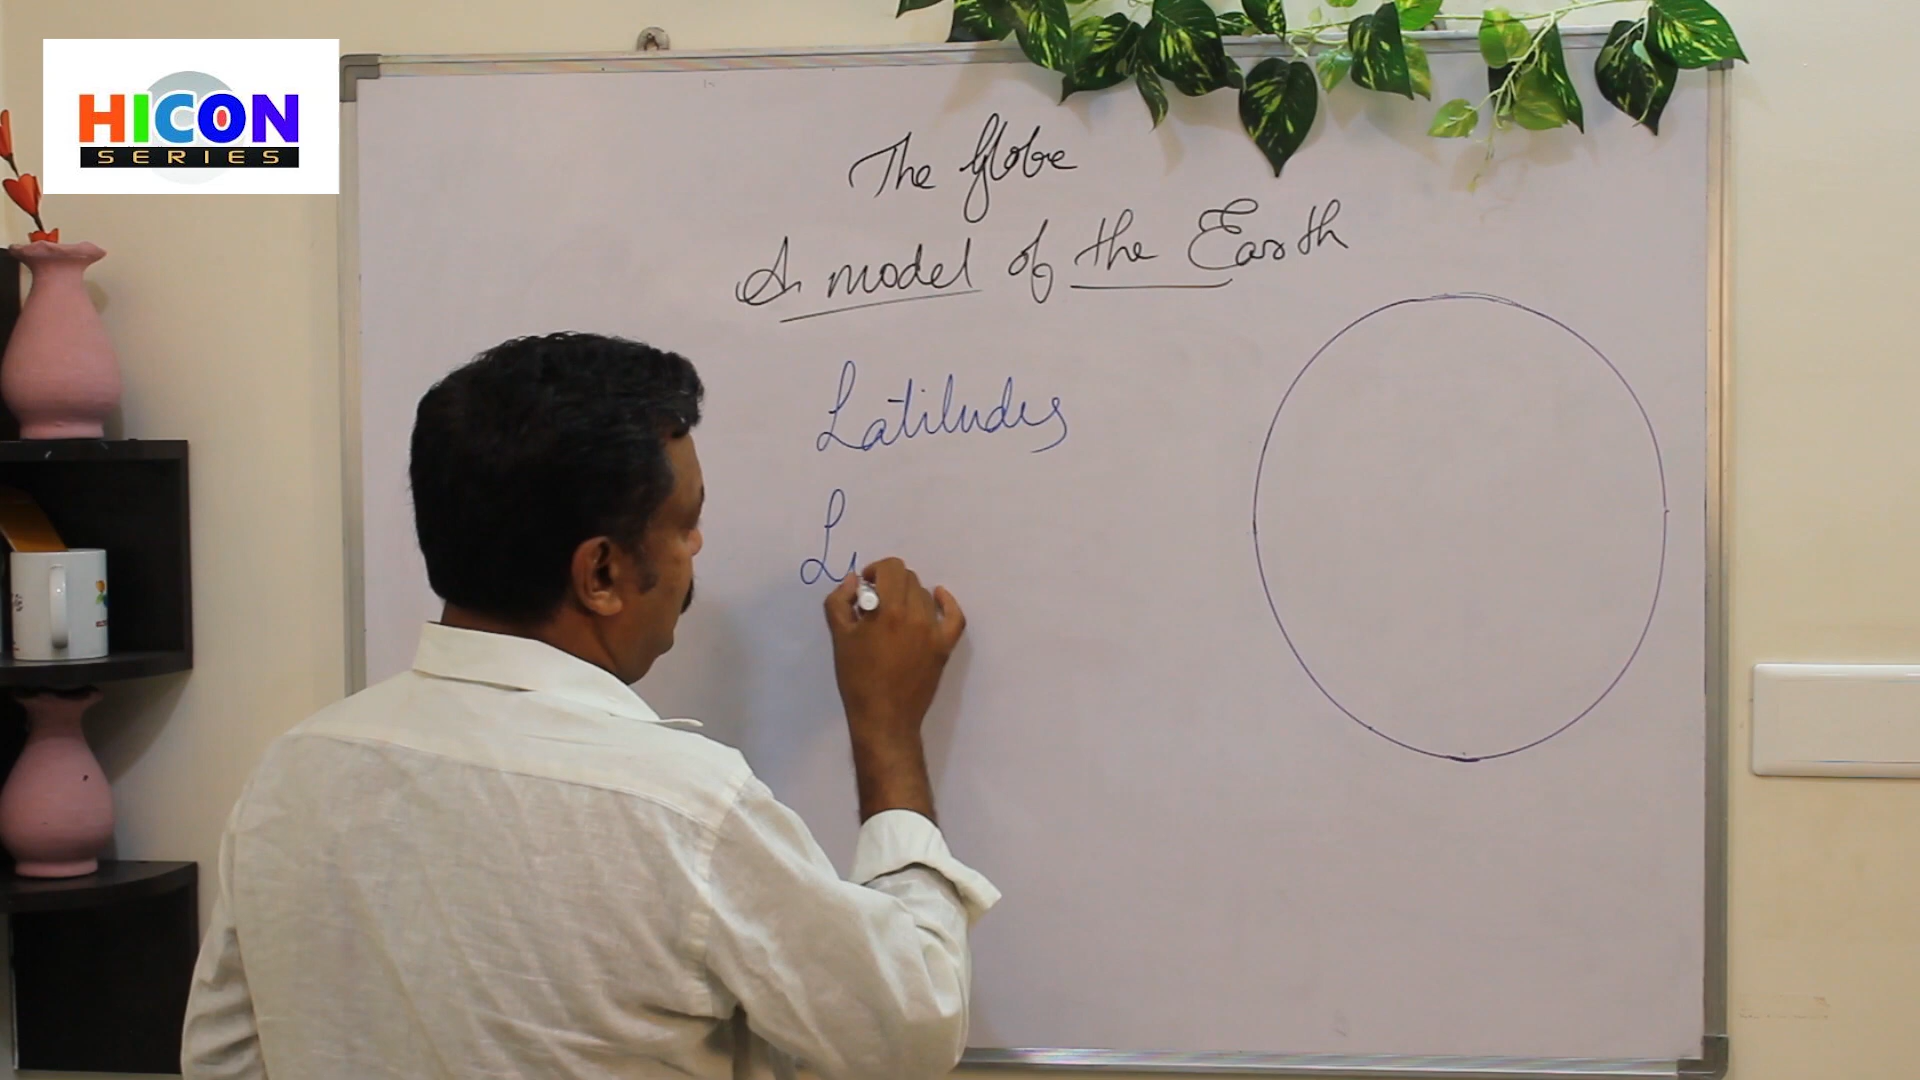 HICON
SERIES
The Globe
A model of the Earth
Latitudes